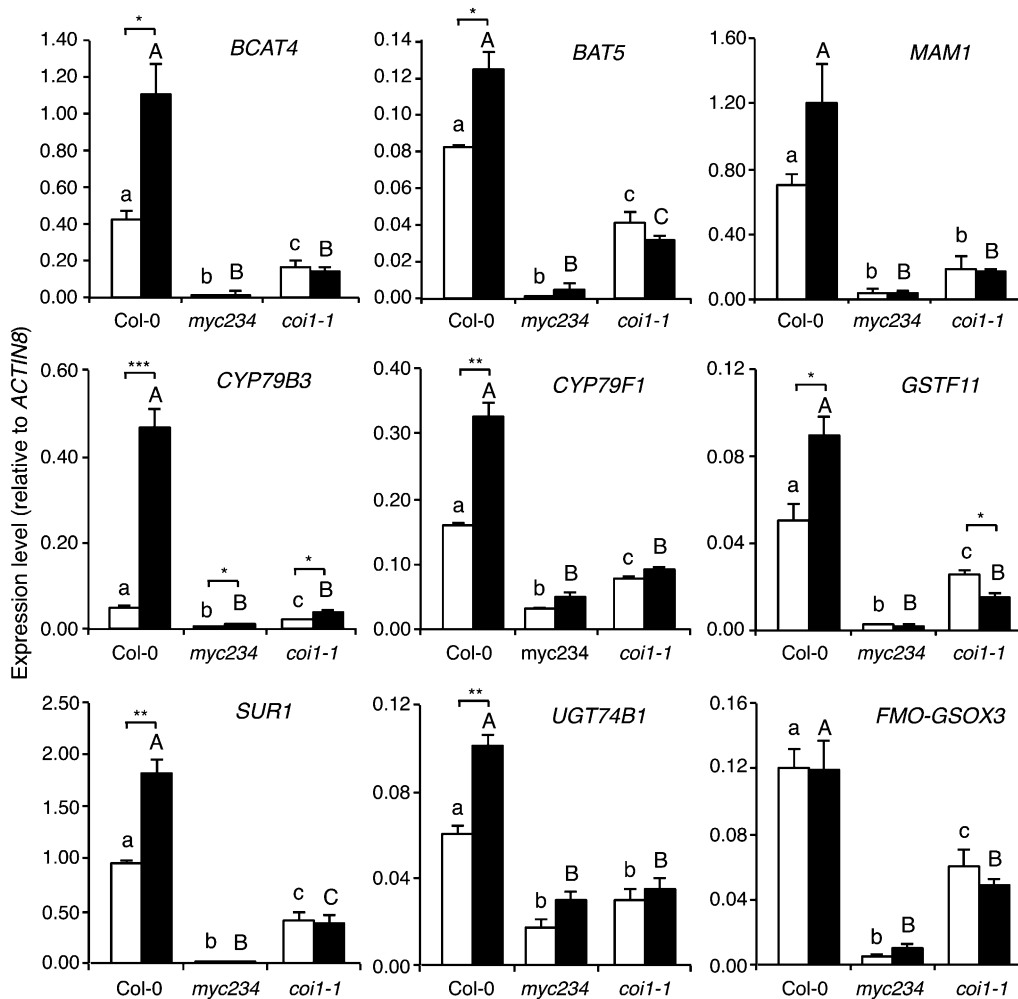 Expression level (relative to ACTIN8)
BCAT4
1.40
1.20
1.00
0.80
0.60
0.40
0.20
0.00
*
a
A
b
B
c
B
Col-0 myc234 coi1-1
BAT5
0.14
0.12
0.10
0.08
0.06
0.04
0.02
0.00
*
a
A
b
B
c
C
Col-0 myc234 coi1-1
MAM1
1.60
1.20
0.80
0.40
0.00
a
A
b
B
b
B
Col-0 myc234 coi1-1
CYP79B3
0.60
0.40
0.20
0.00
***
a
A
*
b
B
*
c
B
Col-0 myc234 coi1-1
CYP79F1
0.40
0.30
0.20
0.10
0.00
**
a
A
b
B
c
B
Col-0 myc234 coi1-1
GSTF11
0.12
0.08
0.04
0.00
*
a
A
b
B
*
c
B
Col-0 myc234 coi1-1
SUR1
2.50
2.00
1.50
1.00
0.50
0.00
**
a
A
b
B
c
C
Col-0 myc234 coi1-1
UGT74B1
0.12
0.08
0.04
0.00
**
a
A
b
B
b
B
Col-0 myc234 coi1-1
FMO-GSOX3
0.16
0.12
0.08
0.04
0.00
a
A
b
B
c
B
Col-0 myc234 coi1-1